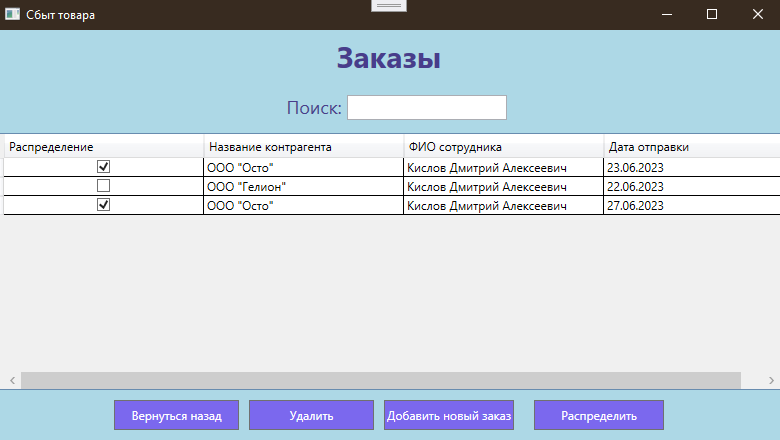 Сбыт товара
Заказы
Поиск:
Распределение Название контрагента ФИО сотрудника Дата отправки
ООО "Осто" Кислов Дмитрий Алексеевич 23.06.2023
ООО "Гелион" Кислов Дмитрий Алексеевич 22.06.2023
ООО "Осто" Кислов Дмитрий Алексеевич 27.06.2023
Вернуться назад Удалить Добавить новый заказ Распределить